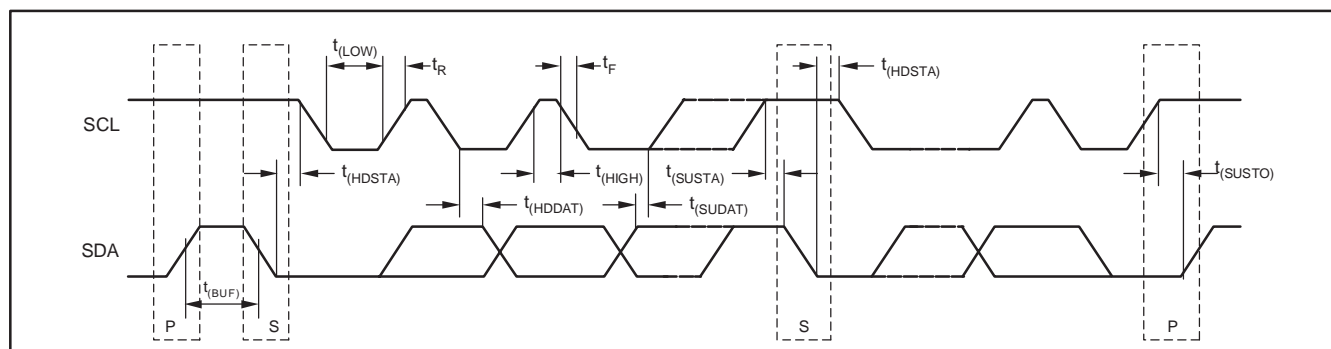 t(LOW)
tR
tF
t(HDSTA)
SCL
t(HDSTA)
t(HIGH)
t(SUSTA)
t(SUSTO)
t(HDDAT)
t(SUDAT)
SDA
t(BUF)
P
S
S
P